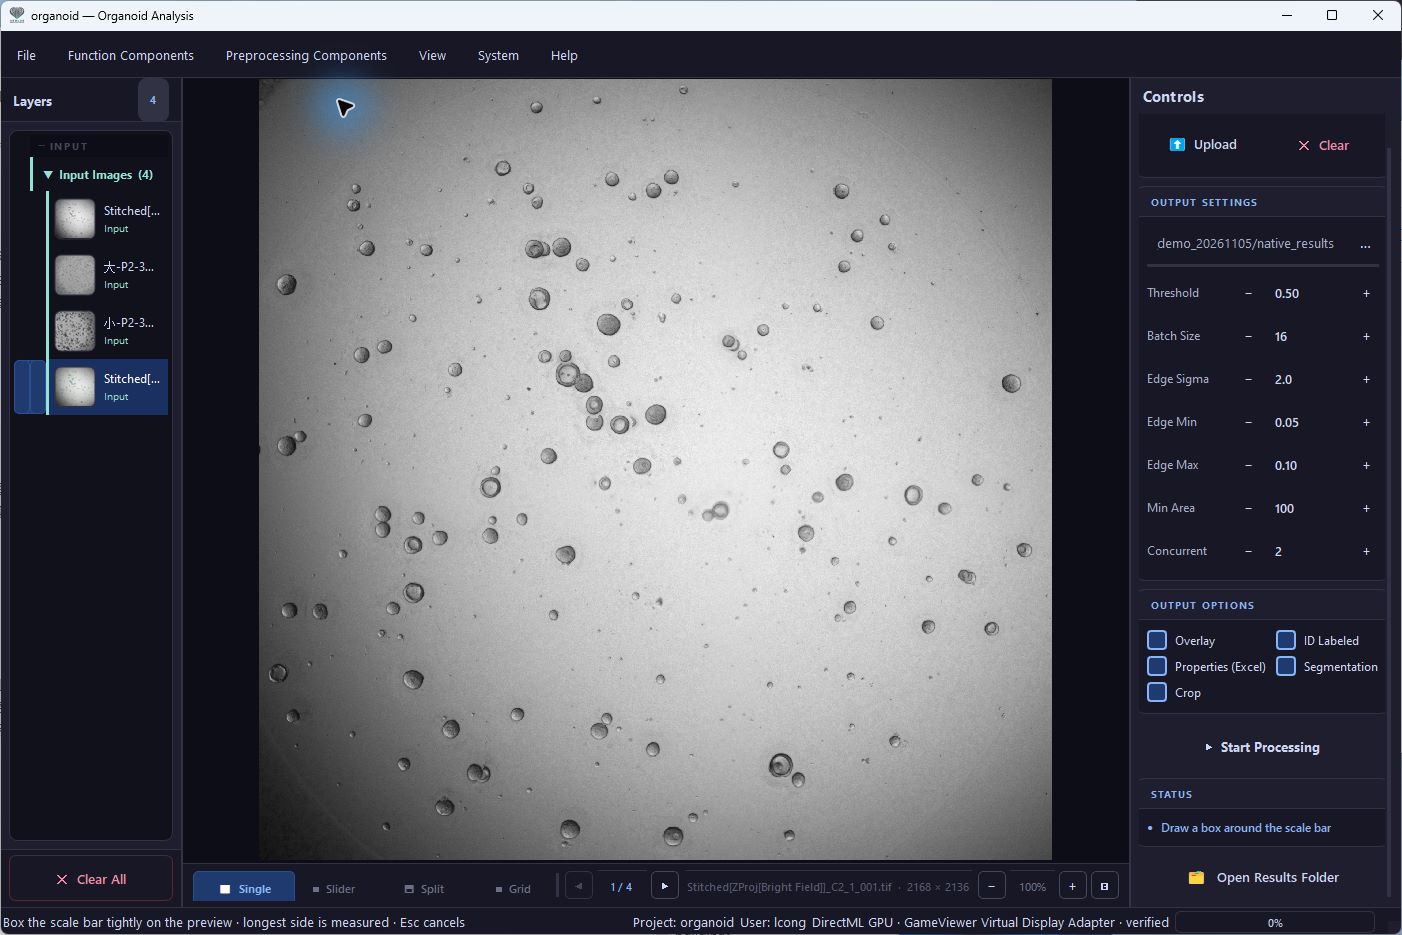 organoid — Organoid Analysis
File Function Components Preprocessing Components View System Help
Layers 4
INPUT
Input Images (4)
Stitched[...
Input
大-P2-3...
Input
小-P2-3...
Input
Stitched[...
Input
Clear All
Controls
Upload Clear
OUTPUT SETTINGS
demo_20261105/native_results ...
Threshold − 0.50 +
Batch Size − 16 +
Edge Sigma − 2.0 +
Edge Min − 0.05 +
Edge Max − 0.10 +
Min Area − 100 +
Concurrent − 2 +
OUTPUT OPTIONS
Overlay ID Labeled
Properties (Excel) Segmentation
Crop
Start Processing
STATUS
• Draw a box around the scale bar
Open Results Folder
Single Slider Split Grid 1 / 4 Stitched[ZProj[Bright Field]]_C2_1_001.tif · 2168 × 2136 − 100% +
Box the scale bar tightly on the preview · longest side is measured · Esc cancels
Project: organoid User: lcong DirectML GPU · GameViewer Virtual Display Adapter · verified 0%